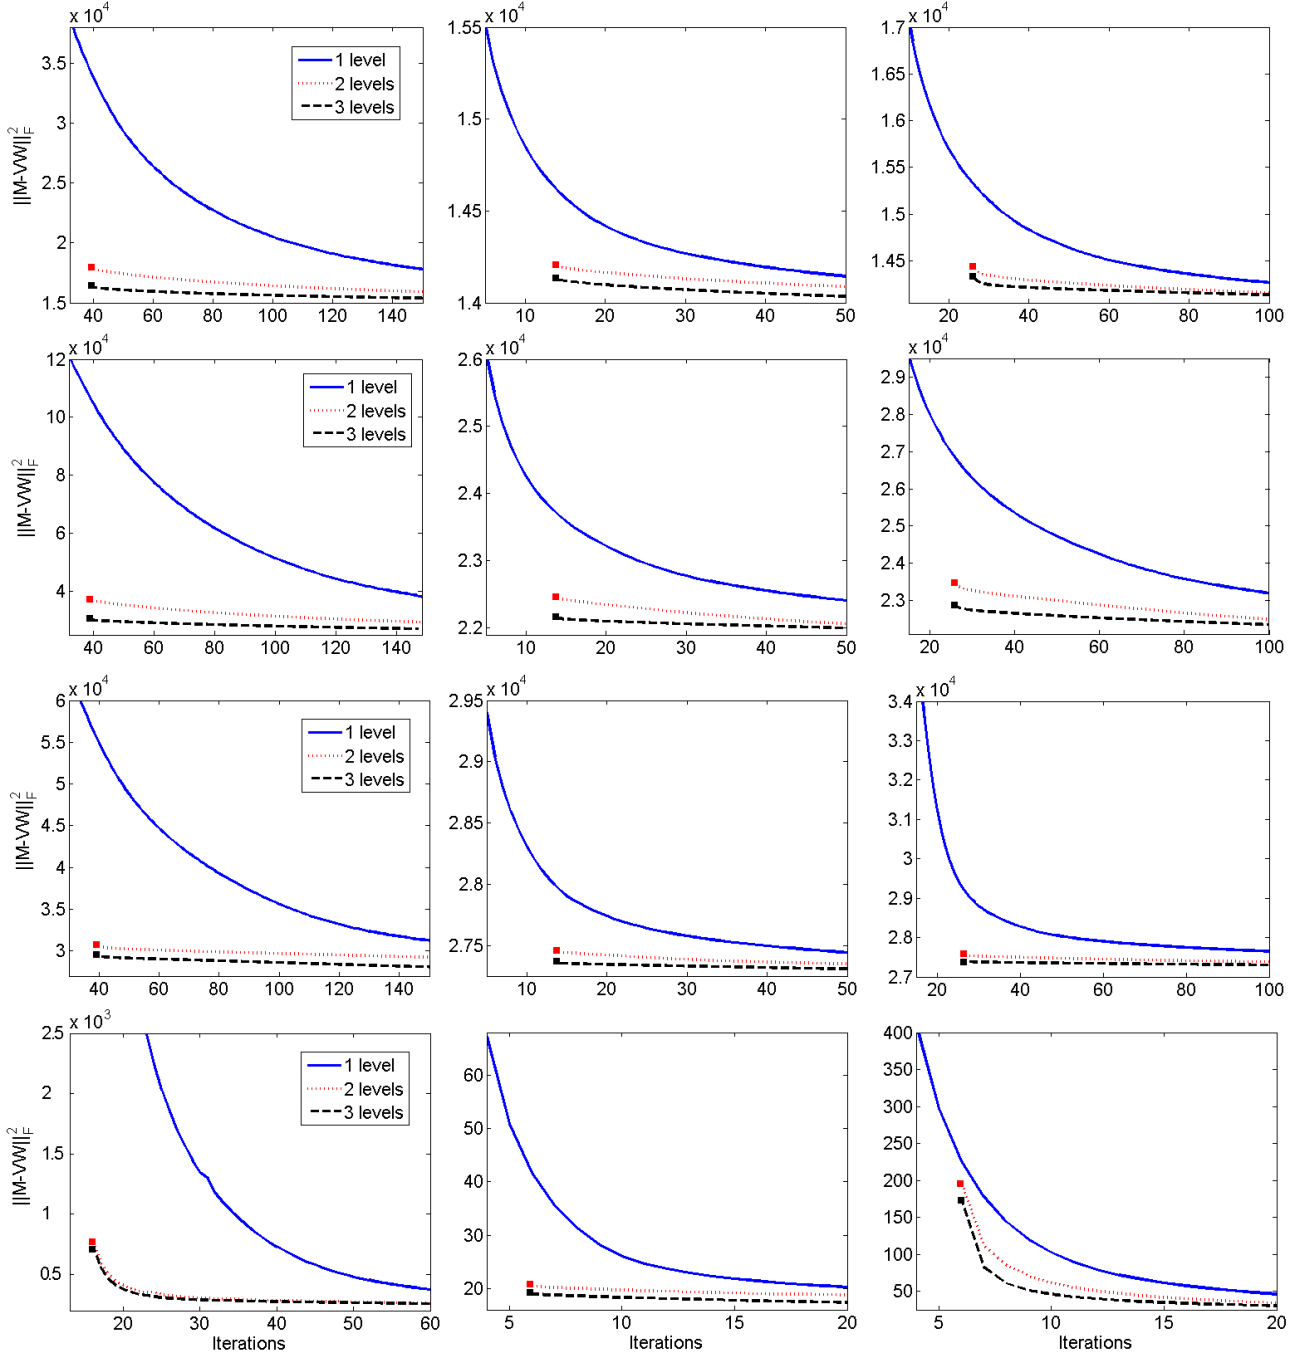 x 10^4
3.5
3
2.5
2
1.5
40 60 80 100 120 140
||M-VW||_F^2
1 level
2 levels
3 levels
x 10^4
1.55
1.5
1.45
1.4
10 20 30 40 50
x 10^4
1.7
1.65
1.6
1.55
1.5
1.45
20 40 60 80 100
x 10^4
12
10
8
6
4
40 60 80 100 120 140
||M-VW||_F^2
1 level
2 levels
3 levels
x 10^4
2.6
2.5
2.4
2.3
2.2
10 20 30 40 50
x 10^4
2.9
2.8
2.7
2.6
2.5
2.4
2.3
20 40 60 80 100
x 10^4
6
5.5
5
4.5
4
3.5
3
40 60 80 100 120 140
||M-VW||_F^2
1 level
2 levels
3 levels
x 10^4
2.95
2.9
2.85
2.8
2.75
10 20 30 40 50
x 10^4
3.4
3.3
3.2
3.1
3
2.9
2.8
2.7
20 40 60 80 100
x 10^3
2.5
2
1.5
1
0.5
20 30 40 50 60
||M-VW||_F^2
Iterations
1 level
2 levels
3 levels
60
50
40
30
20
5 10 15 20
Iterations
400
350
300
250
200
150
100
50
5 10 15 20
Iterations